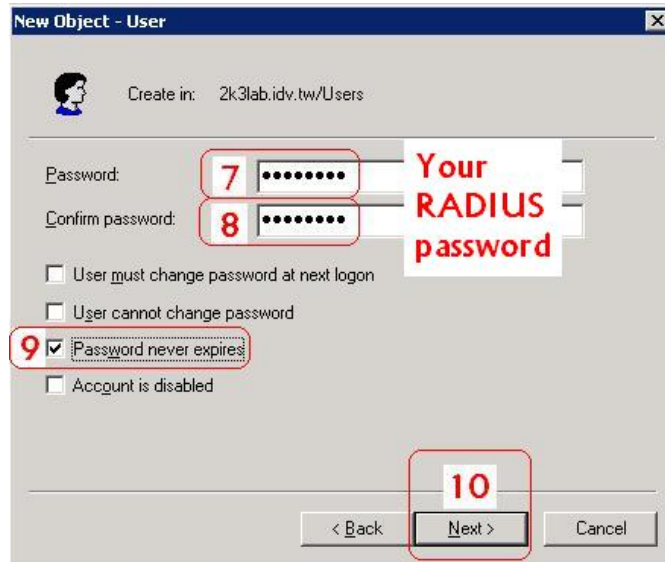 New Object - User
Create in: 2k3lab.idv.tw/Users
Password: 7 ●●●●●●●●
Confirm password: 8 ●●●●●●●●
Your
RADIUS
password
User must change password at next logon
User cannot change password
9 Password never expires
Account is disabled
10
< Back Next > Cancel